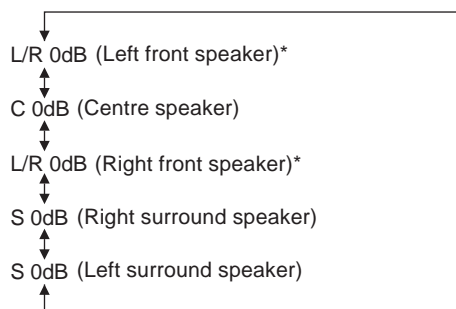 L/R 0dB (Left front speaker)*
C 0dB (Centre speaker)
L/R 0dB (Right front speaker)*
S 0dB (Right surround speaker)
S 0dB (Left surround speaker)